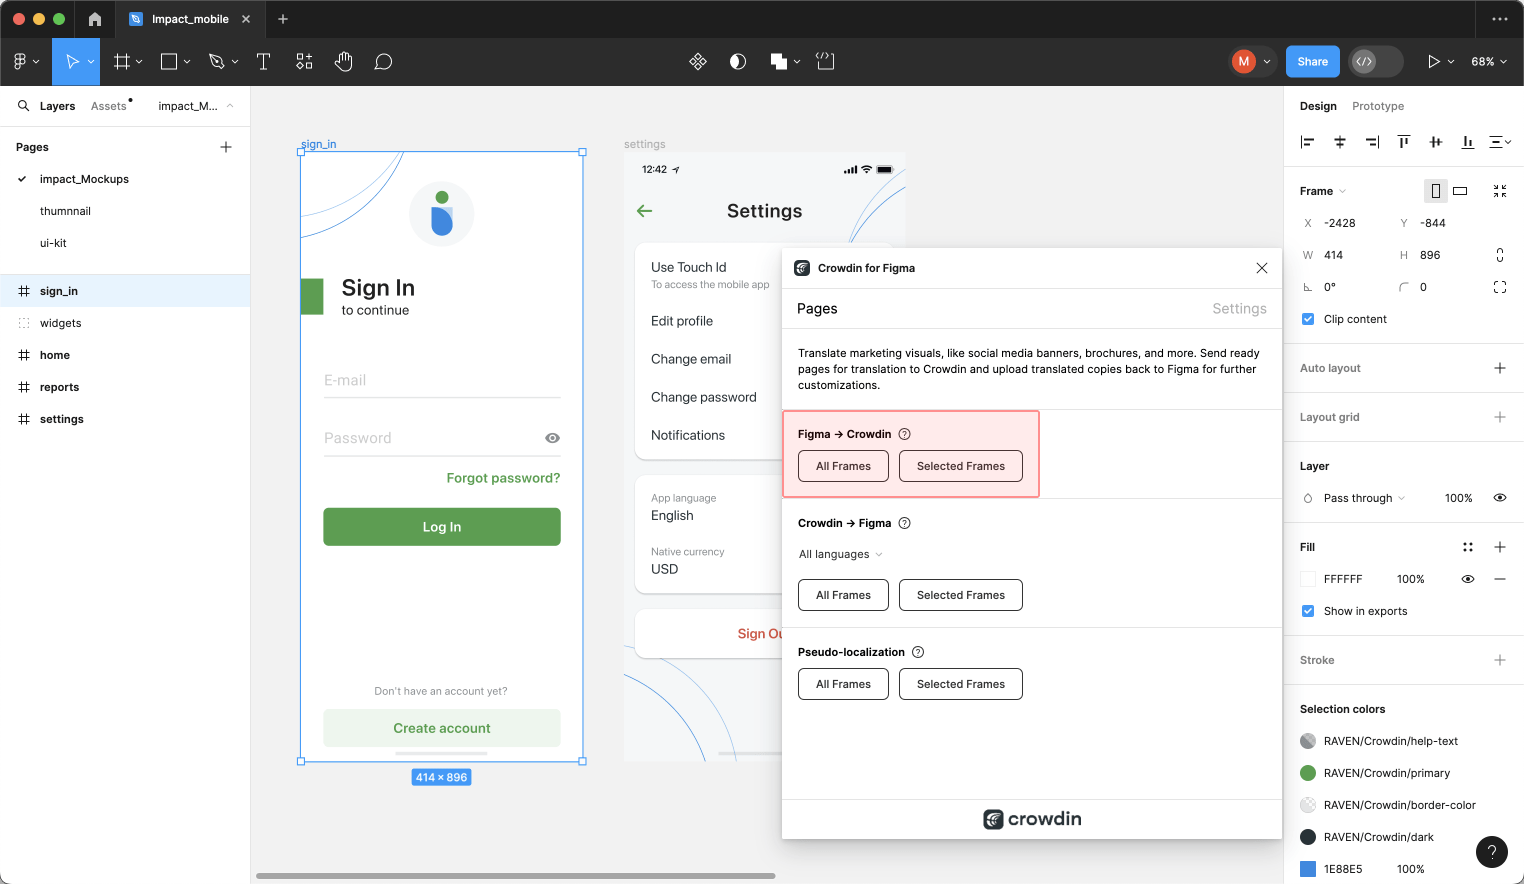 Impact_mobile
M
Share
68%
Layers
Assets
impact_M...
Pages
impact_Mockups
thumnnail
ui-kit
sign_in
widgets
home
reports
settings
sign_in
Sign In
to continue
E-mail
Password
Forgot password?
Log In
Don't have an account yet?
Create account
414 × 896
settings
12:42
Settings
Use Touch Id
To access the mobile app
Edit profile
Change email
Change password
Notifications
App language
English
Native currency
USD
Sign Ou
Crowdin for Figma
Pages
Settings
Translate marketing visuals, like social media banners, brochures, and more. Send ready
pages for translation to Crowdin and upload translated copies back to Figma for further
customizations.
Figma → Crowdin ?
All Frames
Selected Frames
Crowdin → Figma ?
All languages
All Frames
Selected Frames
Pseudo-localization ?
All Frames
Selected Frames
crowdin
Design
Prototype
Frame
X -2428
Y -844
W 414
H 896
0°
0
Clip content
Auto layout
Layout grid
Layer
Pass through
100%
Fill
FFFFFF
100%
Show in exports
Stroke
Selection colors
RAVEN/Crowdin/help-text
RAVEN/Crowdin/primary
RAVEN/Crowdin/border-color
RAVEN/Crowdin/dark
1E88E5
100%
?